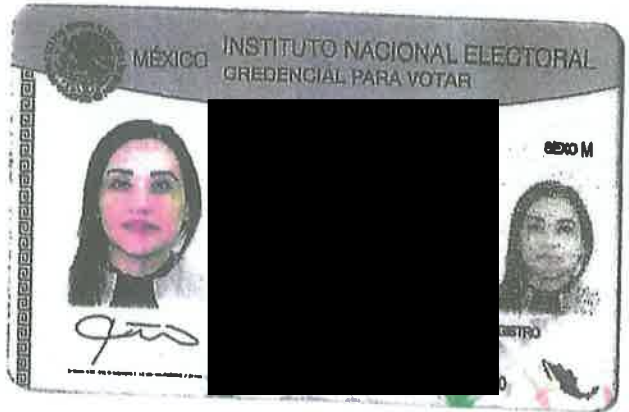 MÉXICO
INSTITUTO NACIONAL ELECTORAL
CREDENCIAL PARA VOTAR
SEXO M